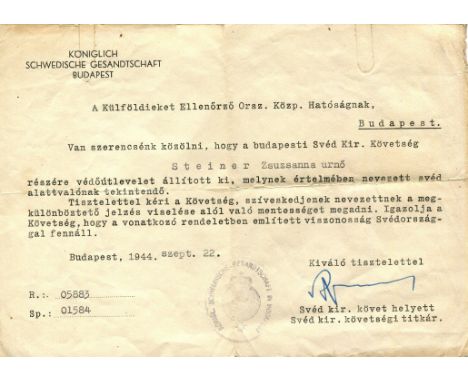 KÖNIGLICH
SCHWEDISCHE GESANDTSCHAFT
BUDAPEST
A Külföldieket Ellenőrző Orsz. Közp. Hatóságnak,
Budapest.
Van szerencsénk közölni, hogy a budapesti Svéd Kir. Követség
Steiner Zsuzsanna urnő
részére védőútlevelet állított ki, melynek értelmében nevezett svéd
alattvalónak tekintendő.
Tisztelettel kéri a Követség, szíveskedjenek nevezettnek a meg-
különböztető jelzés viselése alól való mentességet megadni. Igazolja a
Követség, hogy a vonatkozó rendeletben említett viszonosság Svédország-
gal fennáll.
Budapest, 1944. szept. 22.
Kiváló tisztelettel
R.: 05883
Sp.: 01584
Svéd kir. követ helyett
Svéd kir. követségi titkár.